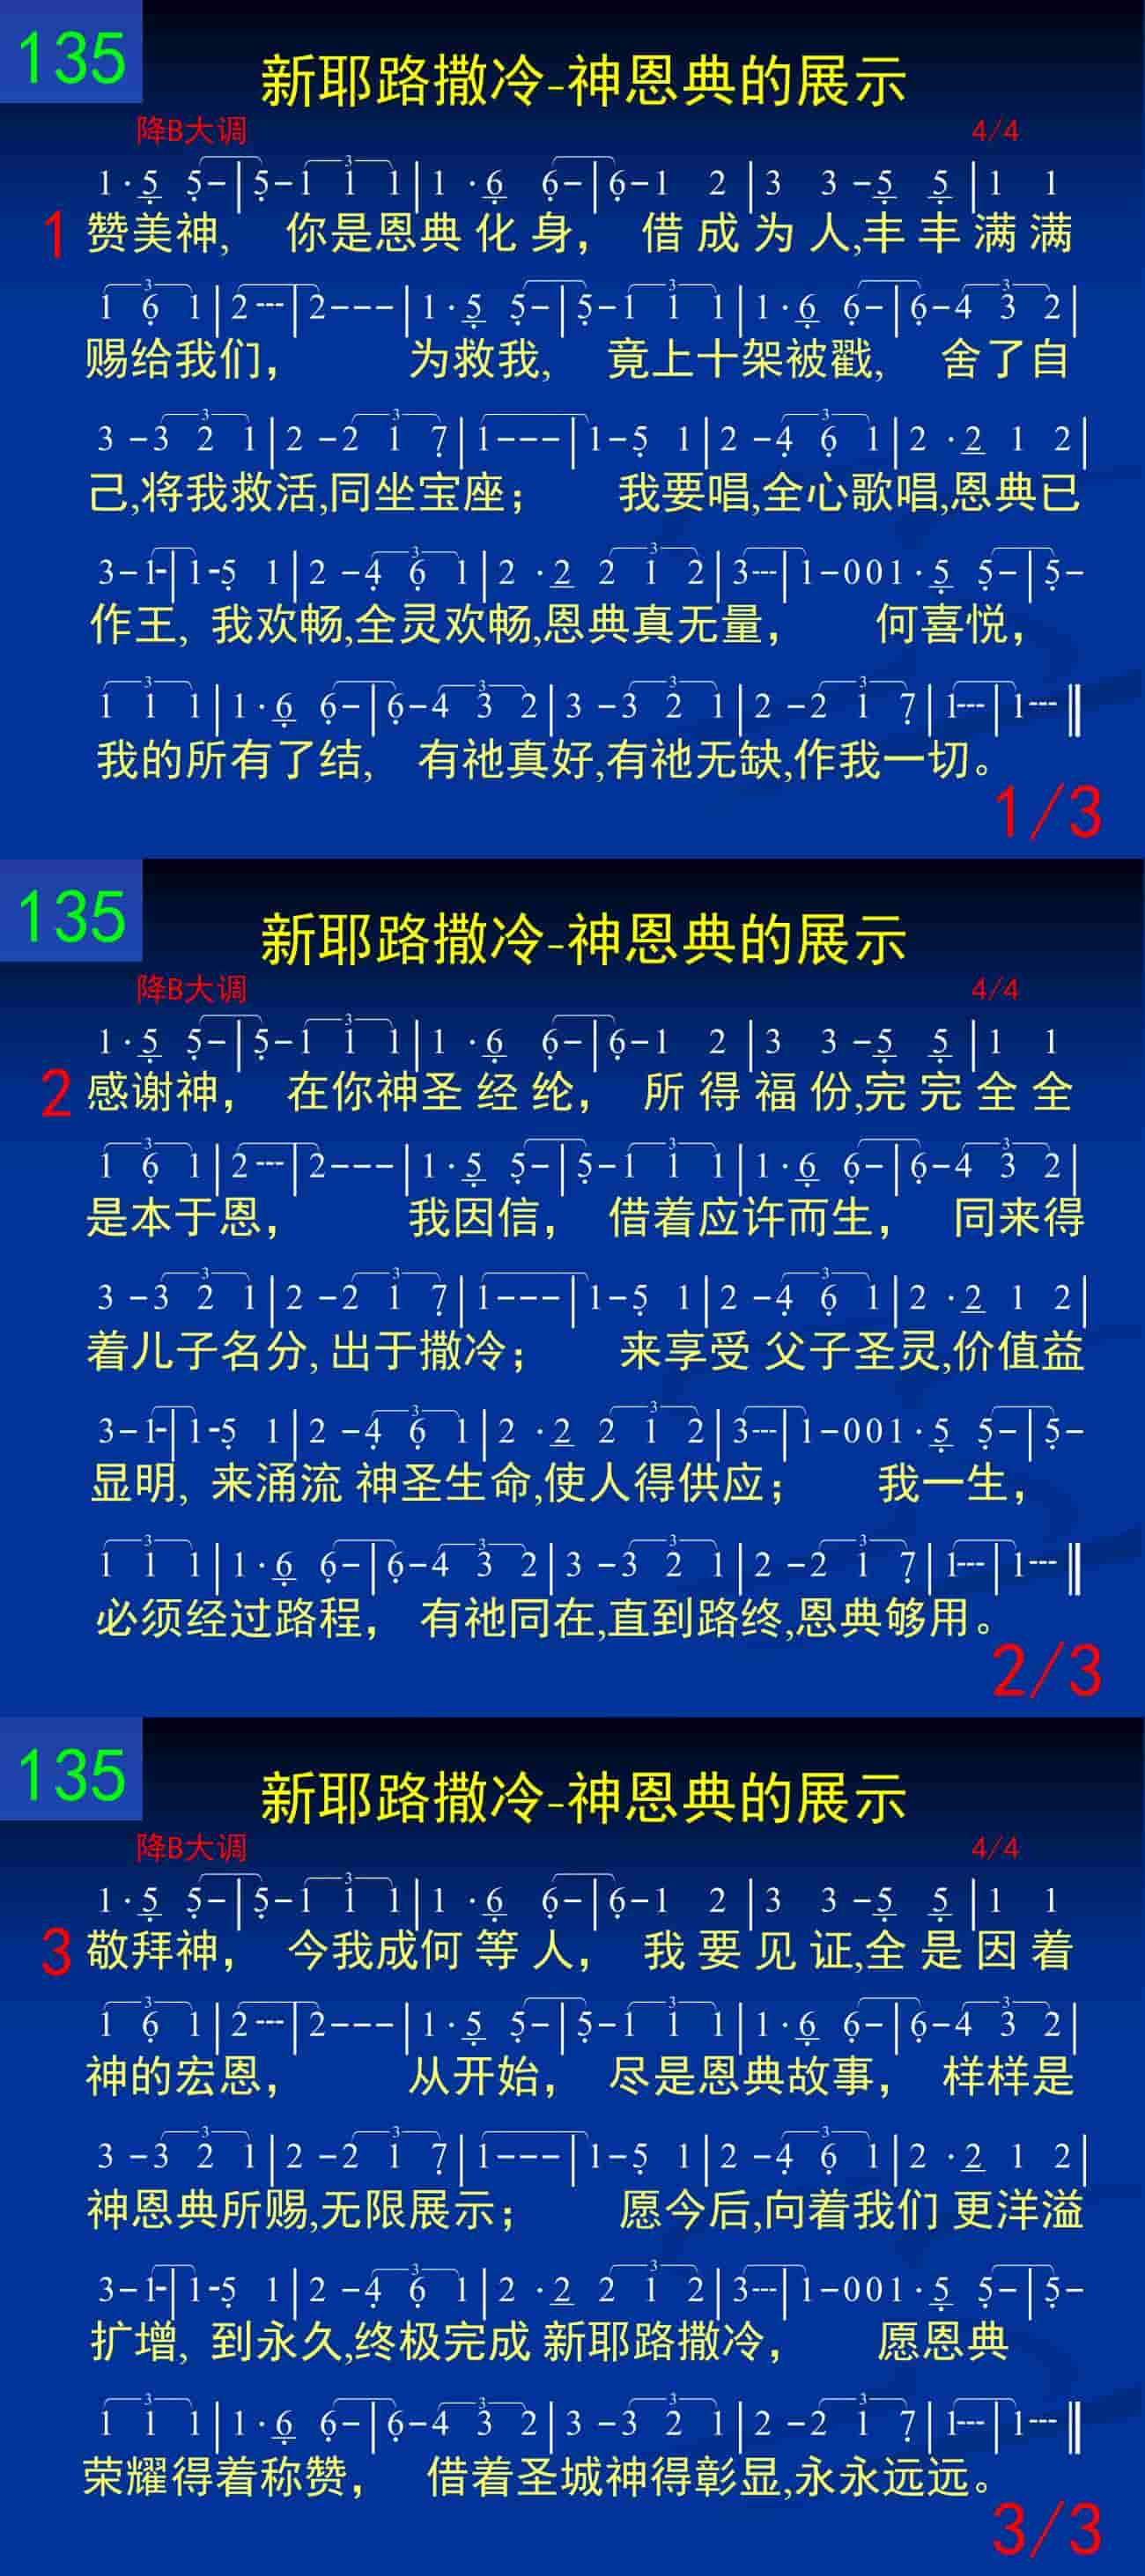 135
新耶路撒冷-神恩典的展示
降B大调 4/4
1·5 5-|5-1 1 1|1 ·6 6-|6-1 2|3 3-5 5|1 1
1 赞美神, 你是恩典化身, 借成为人,丰丰满满
1 6 1|2---|2---|1·5 5-|5-1 1 1|1·6 6-|6-4 3 2|
赐给我们, 为救我, 竟上十架被戳, 舍了自
3-3 2 1|2-2 1 7|1---|1-5 1|2-4 6 1|2 ·2 1 2|
己,将我救活,同坐宝座; 我要唱,全心歌唱,恩典已
3-1-|1-5 1|2-4 6 1|2 ·2 2 1 2|3---|1-001·5 5-|5-
作王, 我欢畅,全灵欢畅,恩典真无量, 何喜悦,
1 1 1|1·6 6-|6-4 3 2|3-3 2 1|2-2 1 7|1---|1---‖
我的所有了结, 有祂真好,有祂无缺,作我一切。
1/3
135
新耶路撒冷-神恩典的展示
降B大调 4/4
1·5 5-|5-1 1 1|1 ·6 6-|6-1 2|3 3-5 5|1 1
2 感谢神, 在你神圣经纶, 所得福份,完完全全
1 6 1|2---|2---|1·5 5-|5-1 1 1|1·6 6-|6-4 3 2|
是本于恩, 我因信, 借着应许而生, 同来得
3-3 2 1|2-2 1 7|1---|1-5 1|2-4 6 1|2 ·2 1 2|
着儿子名分,出于撒冷; 来享受 父子圣灵,价值益
3-1-|1-5 1|2-4 6 1|2 ·2 2 1 2|3---|1-001·5 5-|5-
显明, 来涌流 神圣生命,使人得供应; 我一生,
1 1 1|1·6 6-|6-4 3 2|3-3 2 1|2-2 1 7|1---|1---‖
必须经过路程, 有祂同在,直到路终,恩典够用。
2/3
135
新耶路撒冷-神恩典的展示
降B大调 4/4
1·5 5-|5-1 1 1|1 ·6 6-|6-1 2|3 3-5 5|1 1
3 敬拜神, 今我成何等人, 我要见证,全是因着
1 6 1|2---|2---|1·5 5-|5-1 1 1|1·6 6-|6-4 3 2|
神的宏恩, 从开始, 尽是恩典故事, 样样是
3-3 2 1|2-2 1 7|1---|1-5 1|2-4 6 1|2 ·2 1 2|
神恩典所赐,无限展示; 愿今后,向着我们 更洋溢
3-1-|1-5 1|2-4 6 1|2 ·2 2 1 2|3---|1-001·5 5-|5-
扩增, 到永久,终极完成 新耶路撒冷, 愿恩典
1 1 1|1·6 6-|6-4 3 2|3-3 2 1|2-2 1 7|1---|1---‖
荣耀得着称赞, 借着圣城神得彰显,永永远远。
3/3